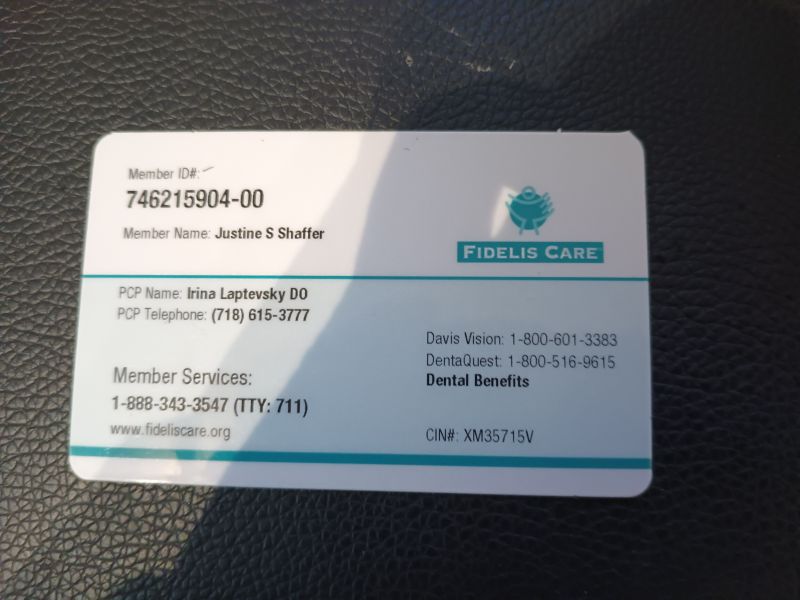 Member ID#:
746215904-00
Member Name: Justine S Shaffer
FIDELIS CARE
PCP Name: Irina Laptevsky DO
PCP Telephone: (718) 615-3777
Member Services:
1-888-343-3547 (TTY: 711)
www.fideliscare.org
Davis Vision: 1-800-601-3383
DentaQuest: 1-800-516-9615
Dental Benefits
CIN#: XM35715V